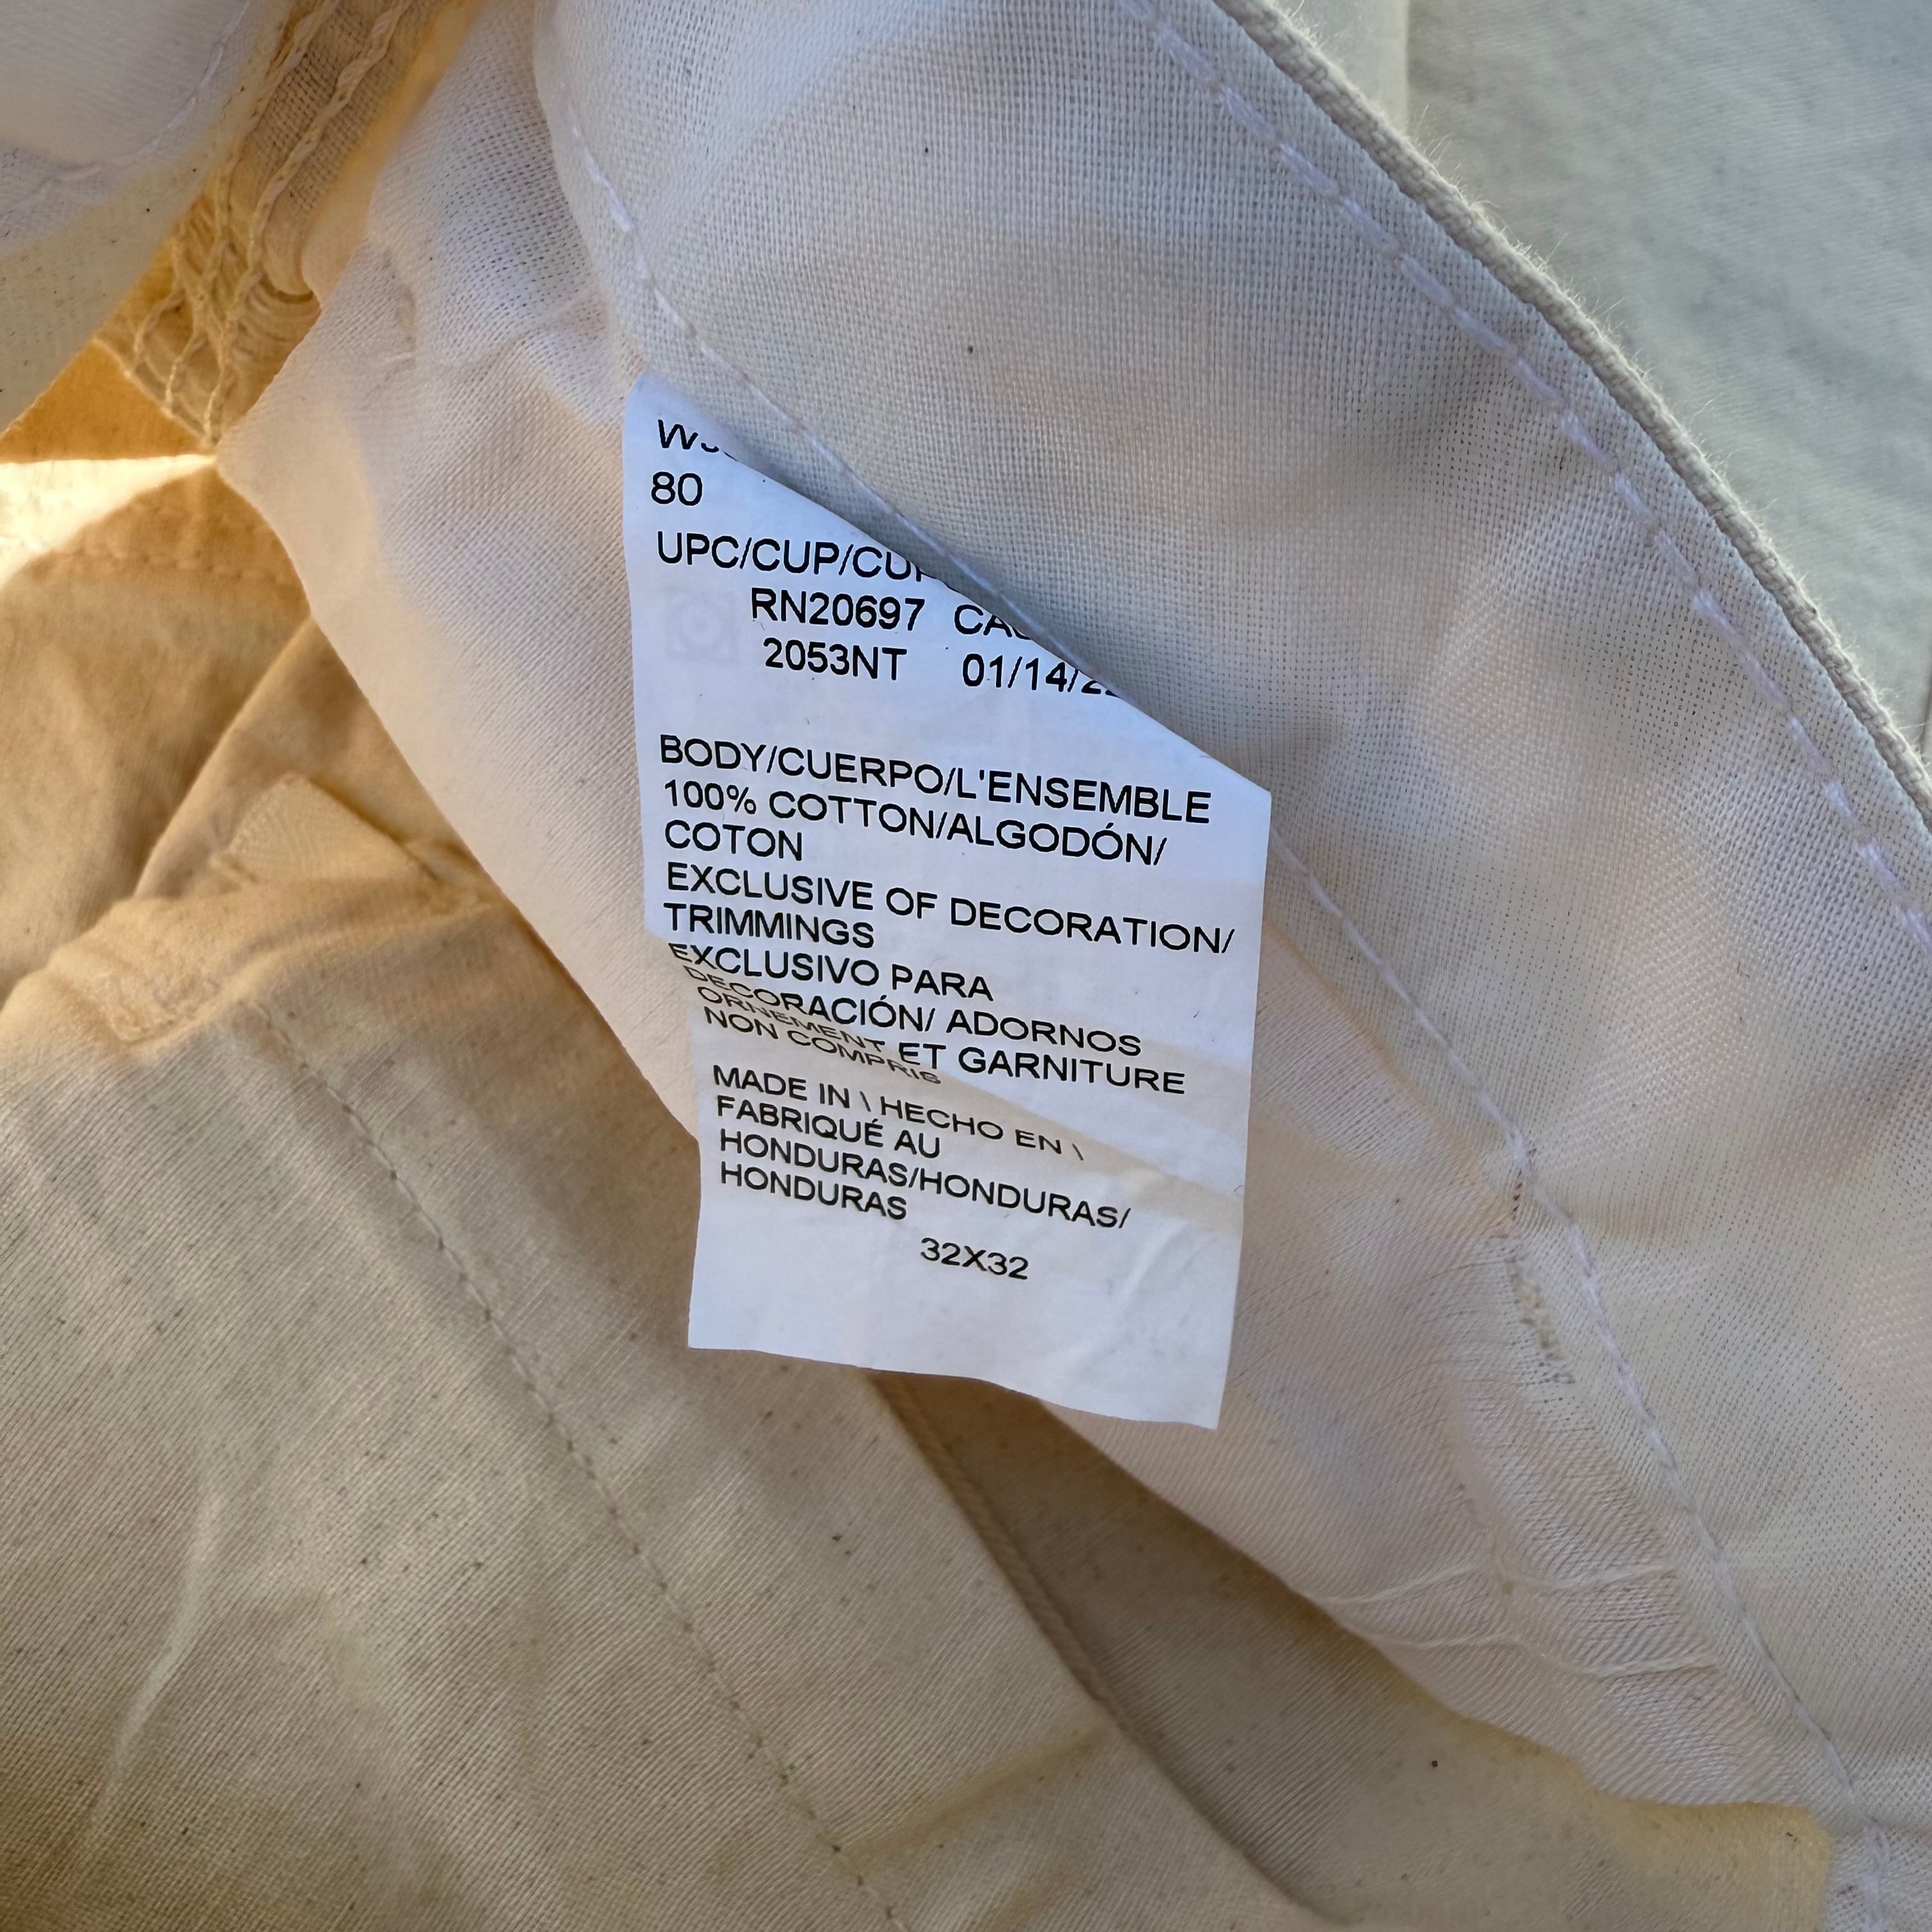 80
UPC/CUP/
RN20697
2053NT 01/14/
BODY/CUERPO/L'ENSEMBLE
100% COTTON/ALGODÓN/
COTON
EXCLUSIVE OF DECORATION/
TRIMMINGS
EXCLUSIVO PARA
DECORACIÓN/ ADORNOS
ORNEMENT ET GARNITURE
NON COMPRIS
MADE IN \ HECHO EN \
FABRIQUÉ AU
HONDURAS/HONDURAS/
HONDURAS
32X32